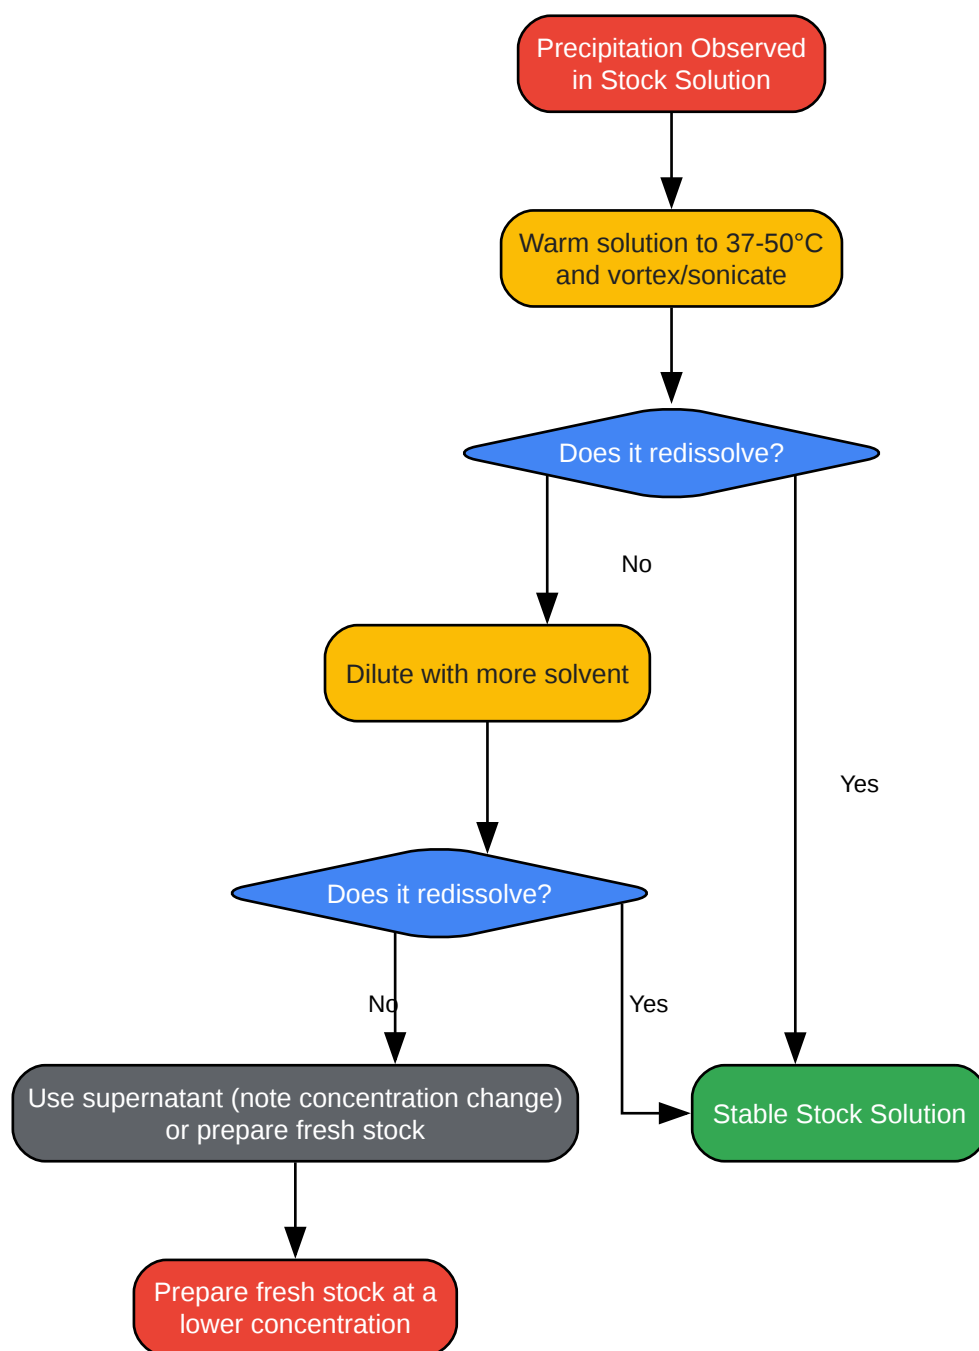 Precipitation Observed
in Stock Solution
Warm solution to 37-50°C
and vortex/sonicate
Does it redissolve?
No
Dilute with more solvent
Yes
Does it redissolve?
No
Yes
Use supernatant (note concentration change)
or prepare fresh stock
Stable Stock Solution
Prepare fresh stock at a
lower concentration